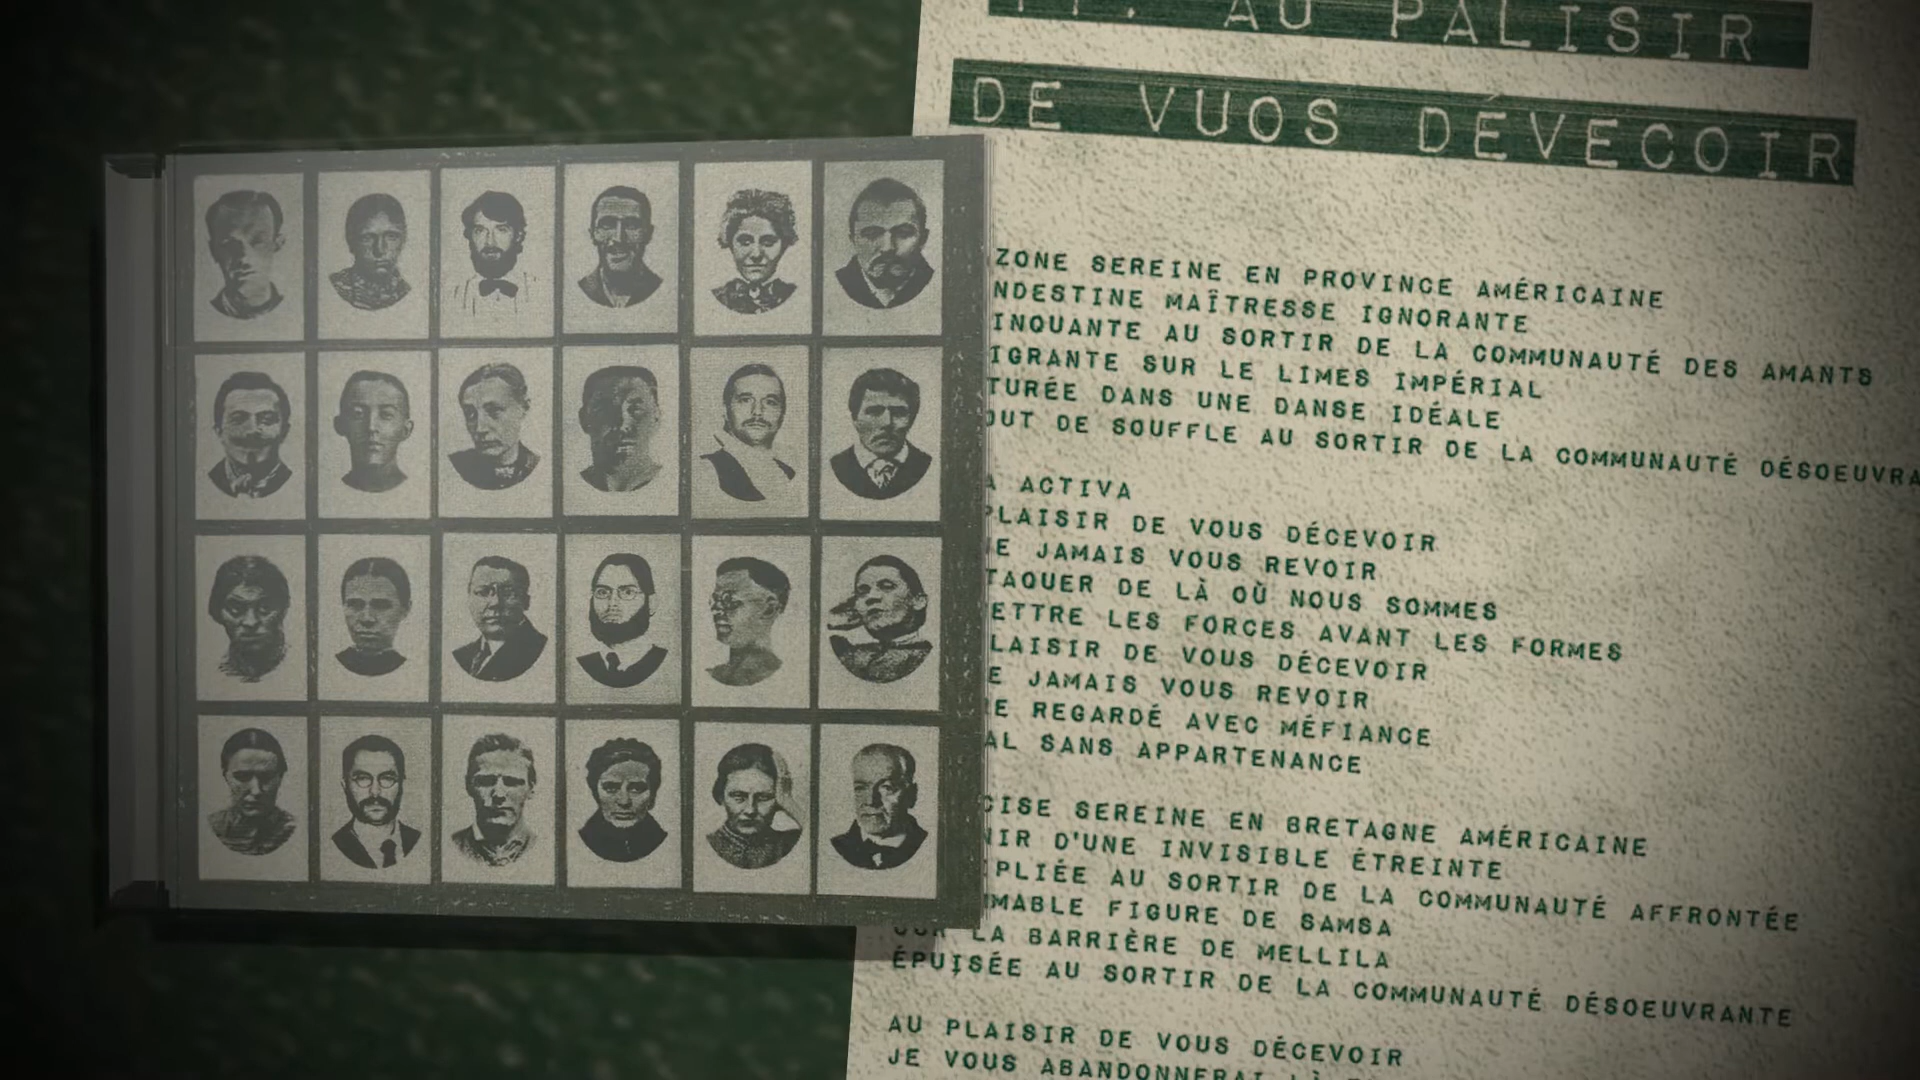 AU PALISIR
DE VUOS DÉVECOIR
ZONE SEREINE EN PROVINCE AMÉRICAINE
NDESTINE MAÎTRESSE IGNORANTE
INQUANTE AU SORTIR DE LA COMMUNAUTÉ DES AMANTS
IGRANTE SUR LE LIMES IMPÉRIAL
TURÉE DANS UNE DANSE IDÉALE
OUT DE SOUFFLE AU SORTIR DE LA COMMUNAUTÉ DÉSOEUVRA
A ACTIVA
PLAISIR DE VOUS DÉCEVOIR
E JAMAIS VOUS REVOIR
TAQUER DE LÀ OÙ NOUS SOMMES
ETTRE LES FORCES AVANT LES FORMES
LAISIR DE VOUS DÉCEVOIR
E JAMAIS VOUS REVOIR
E REGARDÉ AVEC MÉFIANCE
AL SANS APPARTENANCE
CISE SEREINE EN BRETAGNE AMÉRICAINE
NIR D'UNE INVISIBLE ÉTREINTE
PLIÉE AU SORTIR DE LA COMMUNAUTÉ AFFRONTÉE
MMABLE FIGURE DE SAMSA
SUR LA BARRIÈRE DE MELLILA
ÉPUISÉE AU SORTIR DE LA COMMUNAUTÉ DÉSOEUVRANTE
AU PLAISIR DE VOUS DÉCEVOIR
JE VOUS ABANDONNERAI LÀ